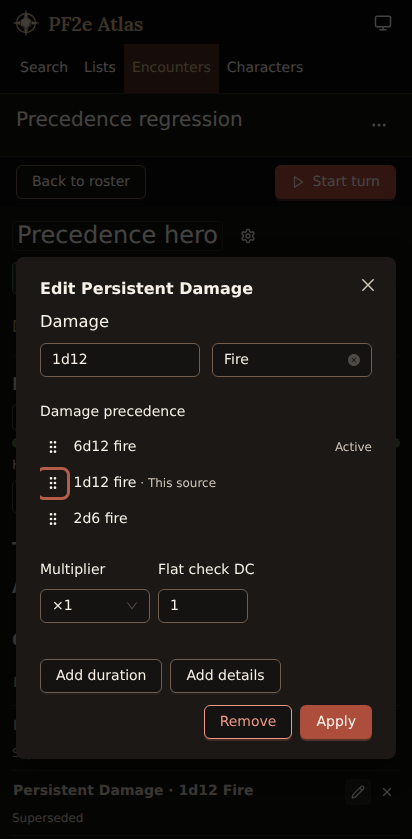 PF2e Atlas
Search Lists Encounters Characters
Precedence regression
...
Back to roster Start turn
Precedence hero
Edit Persistent Damage
Damage
1d12 Fire
Damage precedence
6d12 fire Active
1d12 fire · This source
2d6 fire
Multiplier Flat check DC
×1 1
Add duration Add details
Remove Apply
Persistent Damage · 1d12 Fire
Superseded